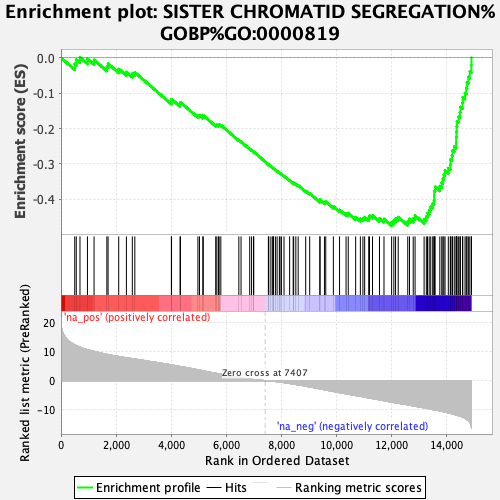 Enrichment plot: SISTER CHROMATID SEGREGATION%
GOBP%GO:0000819
Enrichment score (ES)
0.0
-0.1
-0.2
-0.3
-0.4
'na_pos' (positively correlated)
Ranked list metric (PreRanked)
20
10
0
-10
Zero cross at 7407
'na_neg' (negatively correlated)
0
2,000
4,000
6,000
8,000
10,000
12,000
14,000
Rank in Ordered Dataset
Enrichment profile
Hits
Ranking metric scores